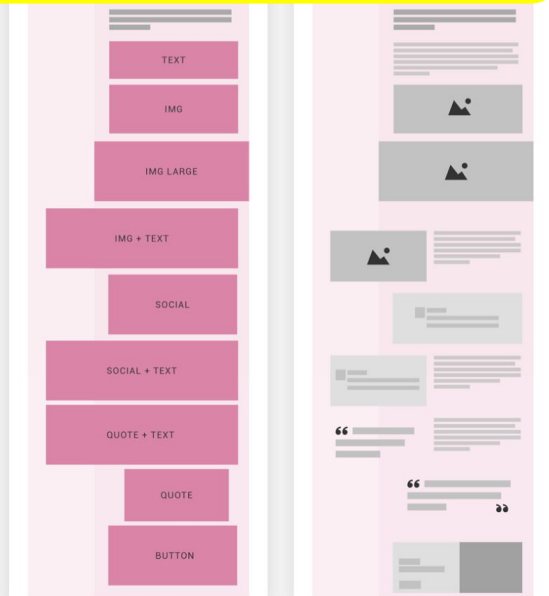 TEXT
IMG
IMG LARGE
IMG + TEXT
SOCIAL
SOCIAL + TEXT
QUOTE + TEXT
QUOTE
BUTTON
“
“
”